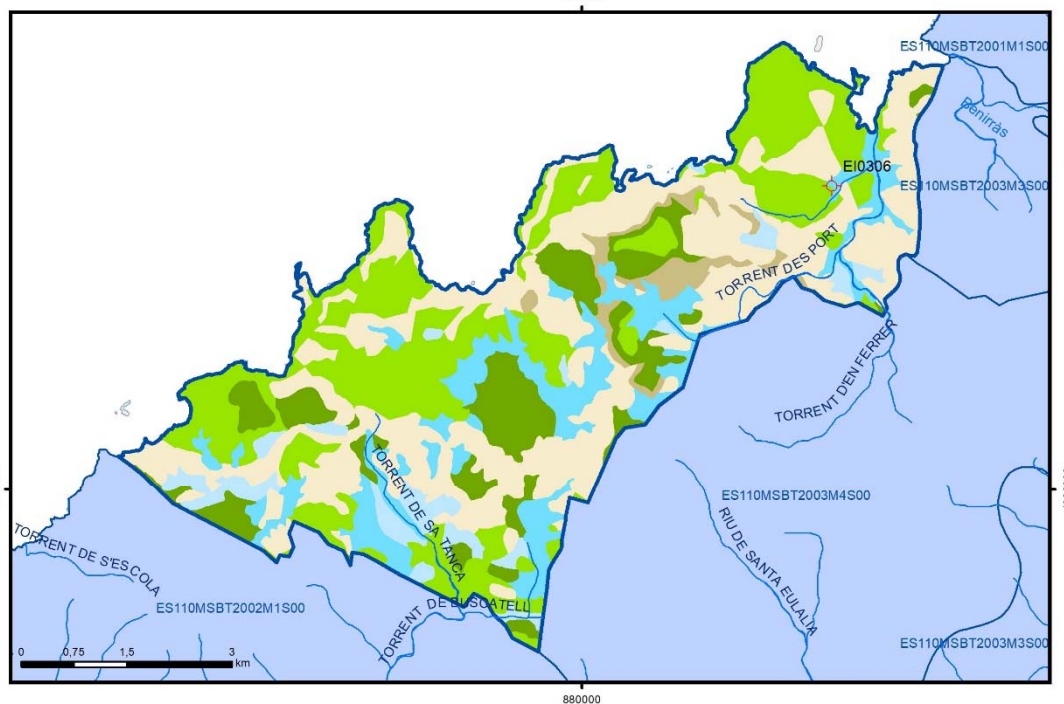 ES110MSBT2001M1S00
Benirràs
EI0306
ES110MSBT2003M3S00
TORRENT DES PORT
TORRENT D'EN FERRER
ES110MSBT2003M4S00
RIU DE SANTA EULALIA
TORRENT DE SA TANCA
TORRENT DE S'ESCOLA
ES110MSBT2002M1S00
TORRENT DE BUSCATELL
ES110MSBT2003M3S00
0 0,75 1,5 3
km
880000